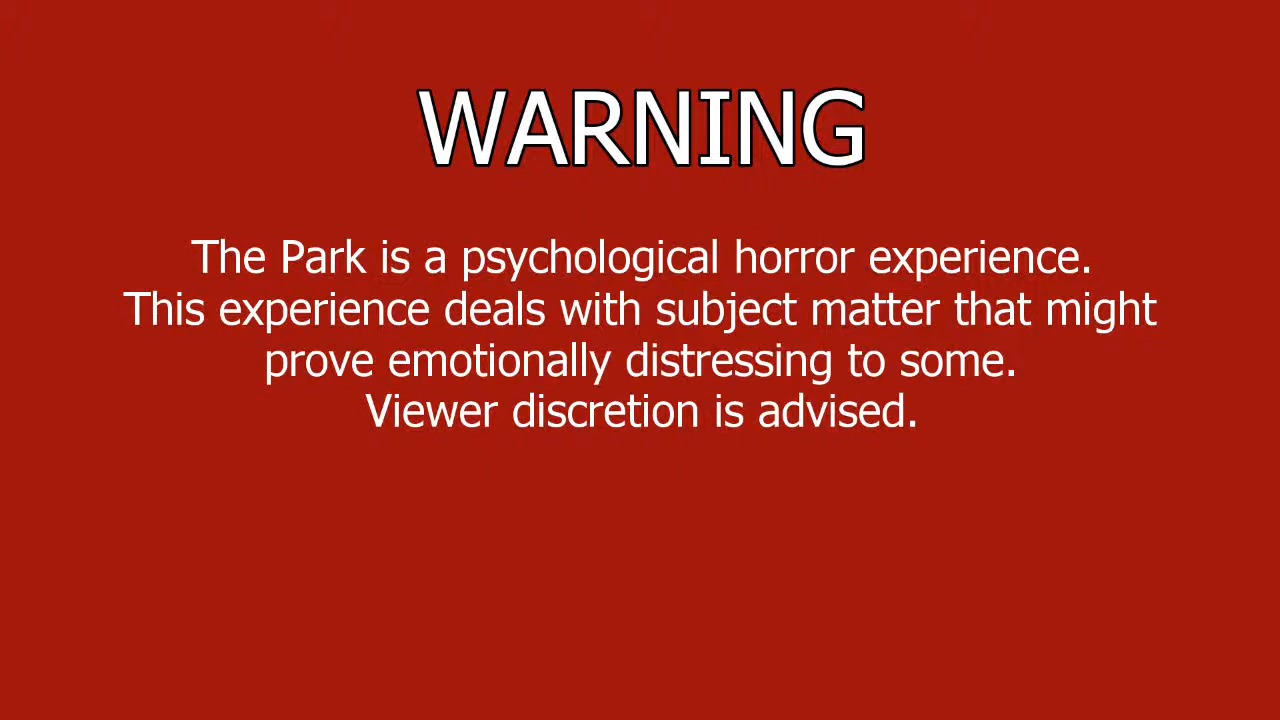 WARNING
The Park is a psychological horror experience.
This experience deals with subject matter that might
prove emotionally distressing to some.
Viewer discretion is advised.